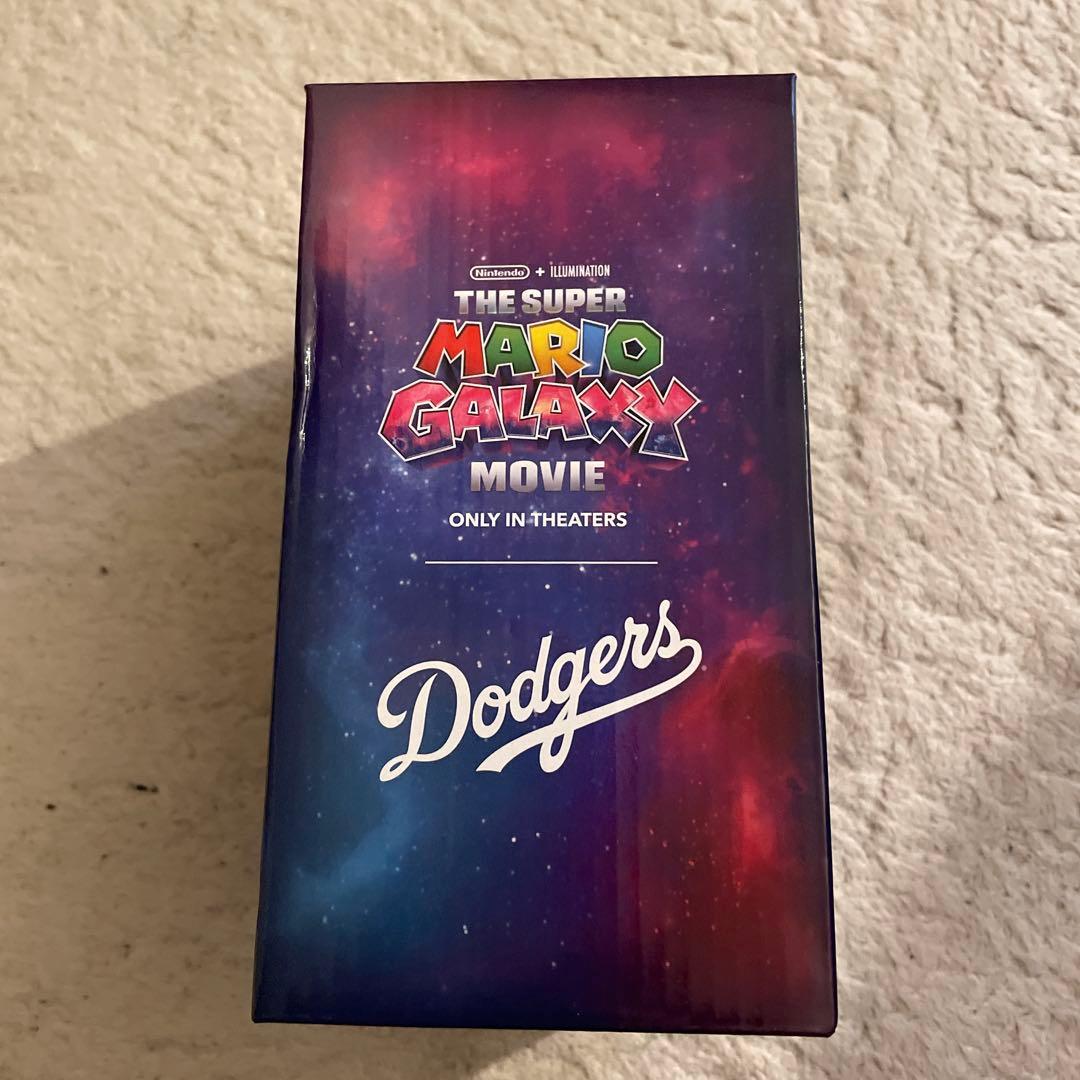 Nintendo + ILLUMINATION
THE SUPER
MARIO
GALAXY
MOVIE
ONLY IN THEATERS
Dodgers